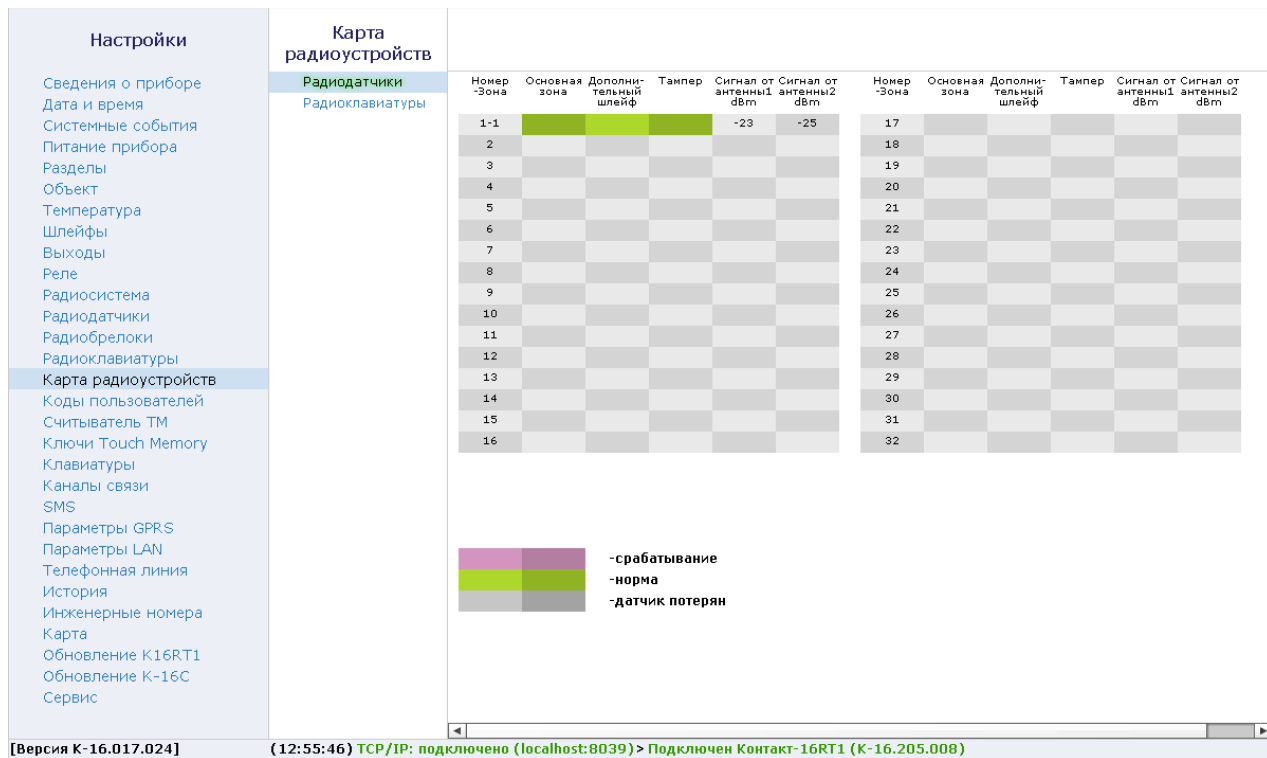 Настройки
Сведения о приборе
Дата и время
Системные события
Питание прибора
Разделы
Объект
Температура
Шлейфы
Выходы
Реле
Радиосистема
Радиодатчики
Радиобрелоки
Радиоклавиатуры
Карта радиоустройств
Коды пользователей
Считыватель ТМ
Ключи Touch Memory
Клавиатуры
Каналы связи
SMS
Параметры GPRS
Параметры LAN
Телефонная линия
История
Инженерные номера
Карта
Обновление K16RT1
Обновление К-16С
Сервис
Карта
радиоустройств
Радиодатчики
Радиоклавиатуры
Номер Основная Дополни- Тампер Сигнал от Сигнал от
-Зона зона тельный антенны1 антенны2
шлейф dBm dBm
1-1 -23 -25
2
3
4
5
6
7
8
9
10
11
12
13
14
15
16
Номер Основная Дополни- Тампер Сигнал от Сигнал от
-Зона зона тельный антенны1 антенны2
шлейф dBm dBm
17
18
19
20
21
22
23
24
25
26
27
28
29
30
31
32
-срабатывание
-норма
-датчик потерян
[Версия К-16.017.024] (12:55:46) TCP/IP: подключено (localhost:8039)> Подключен Контакт-16RT1 (К-16.205.008)